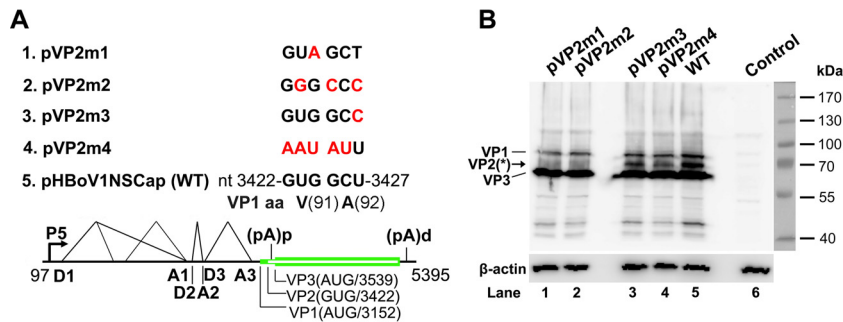 A
1. pVP2m1 GUA GCT
2. pVP2m2 GGG CCC
3. pVP2m3 GUG GCC
4. pVP2m4 AAU AUU
5. pHBoV1NSCap (WT) nt 3422-GUG GCU-3427
VP1 aa V(91) A(92)
P5 (pA)p (pA)d
97 D1 A1 D3 A3 5395
D2 A2
VP3(AUG/3539)
VP2(GUG/3422)
VP1(AUG/3152)
B
pVP2m1 pVP2m2 pVP2m3 pVP2m4 WT Control
kDa
170
130
VP1 100
VP2(*) 70
VP3
55
40
β-actin
Lane 1 2 3 4 5 6